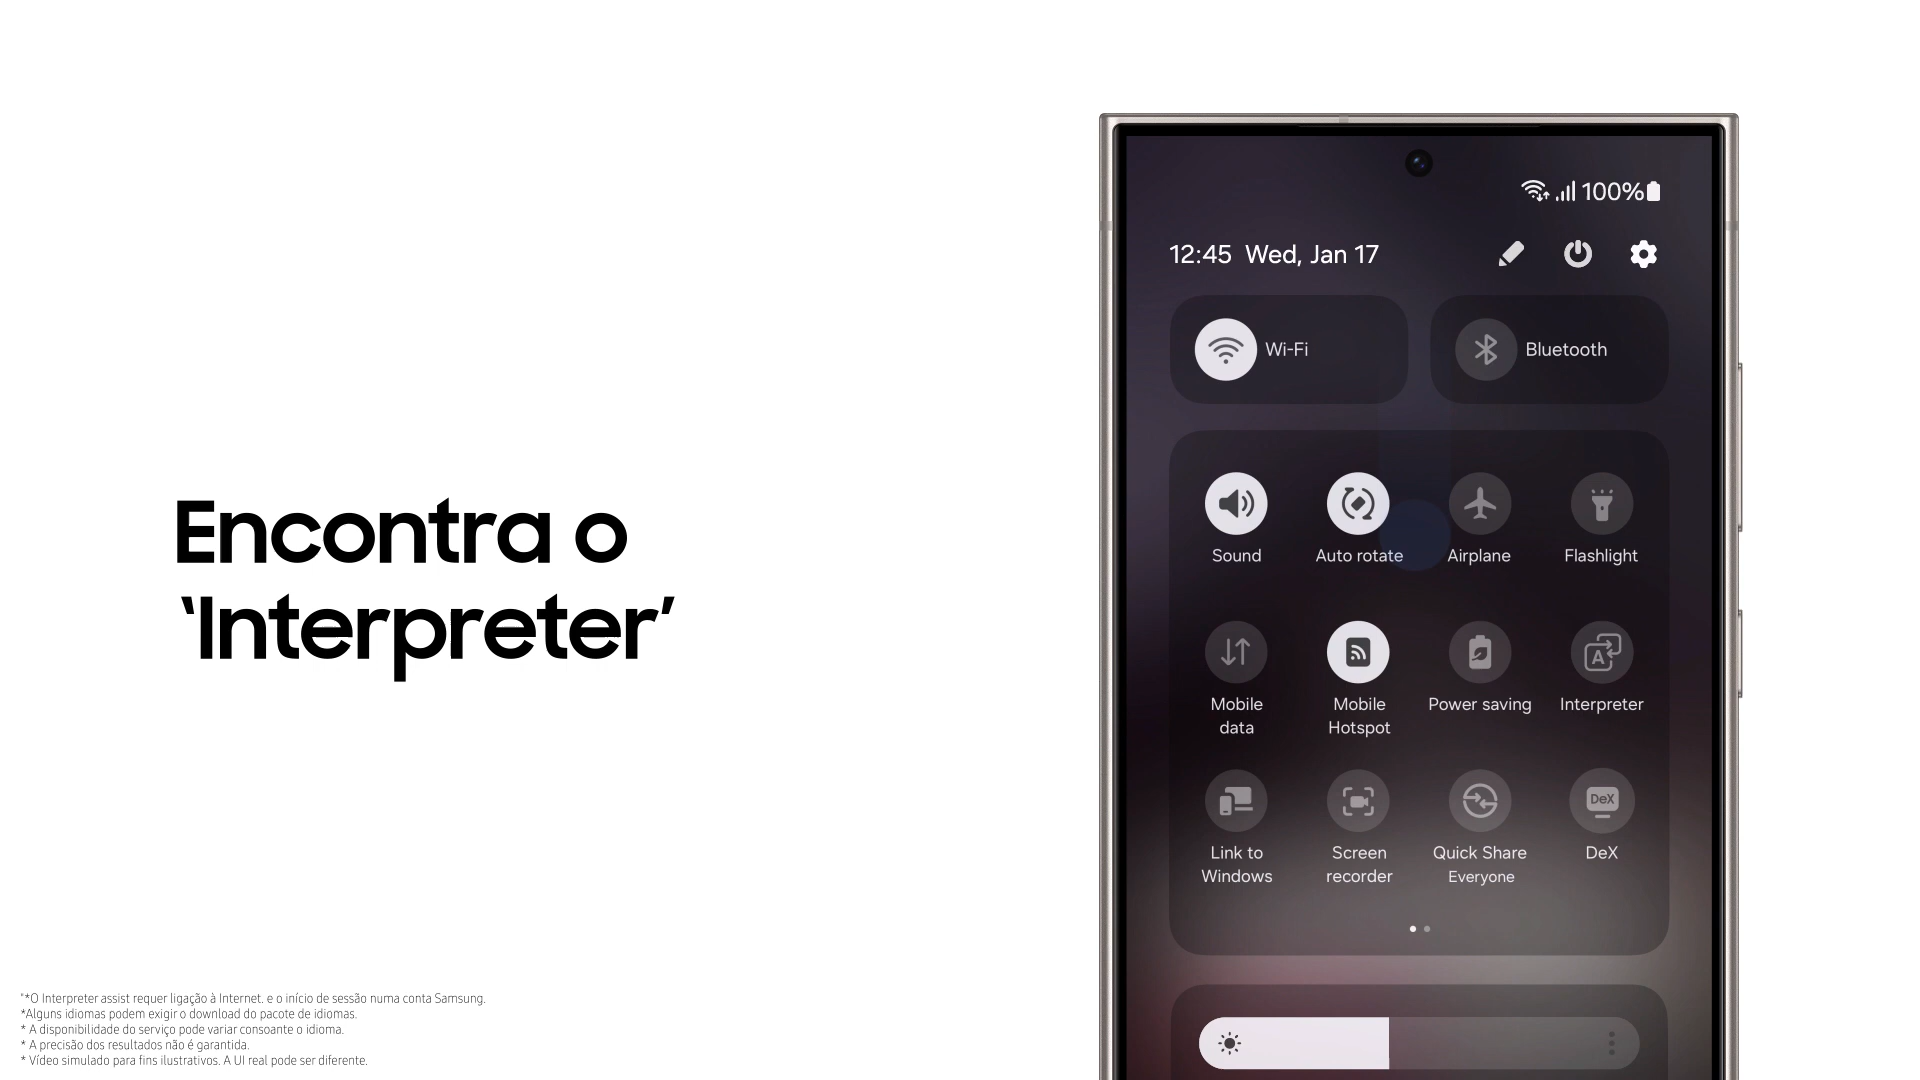 Encontra o
‘Interpreter’
"*O Interpreter assist requer ligação à Internet. e o início de sessão numa conta Samsung.
*Alguns idiomas podem exigir o download do pacote de idiomas.
* A disponibilidade do serviço pode variar consoante o idioma.
* A precisão dos resultados não é garantida.
* Vídeo simulado para fins ilustrativos. A UI real pode ser diferente.
100%
12:45 Wed, Jan 17
Wi-Fi
Bluetooth
Sound
Auto rotate
Airplane
Flashlight
Mobile
data
Mobile
Hotspot
Power saving
A
Interpreter
Link to
Windows
Screen
recorder
Quick Share
Everyone
DeX
DeX